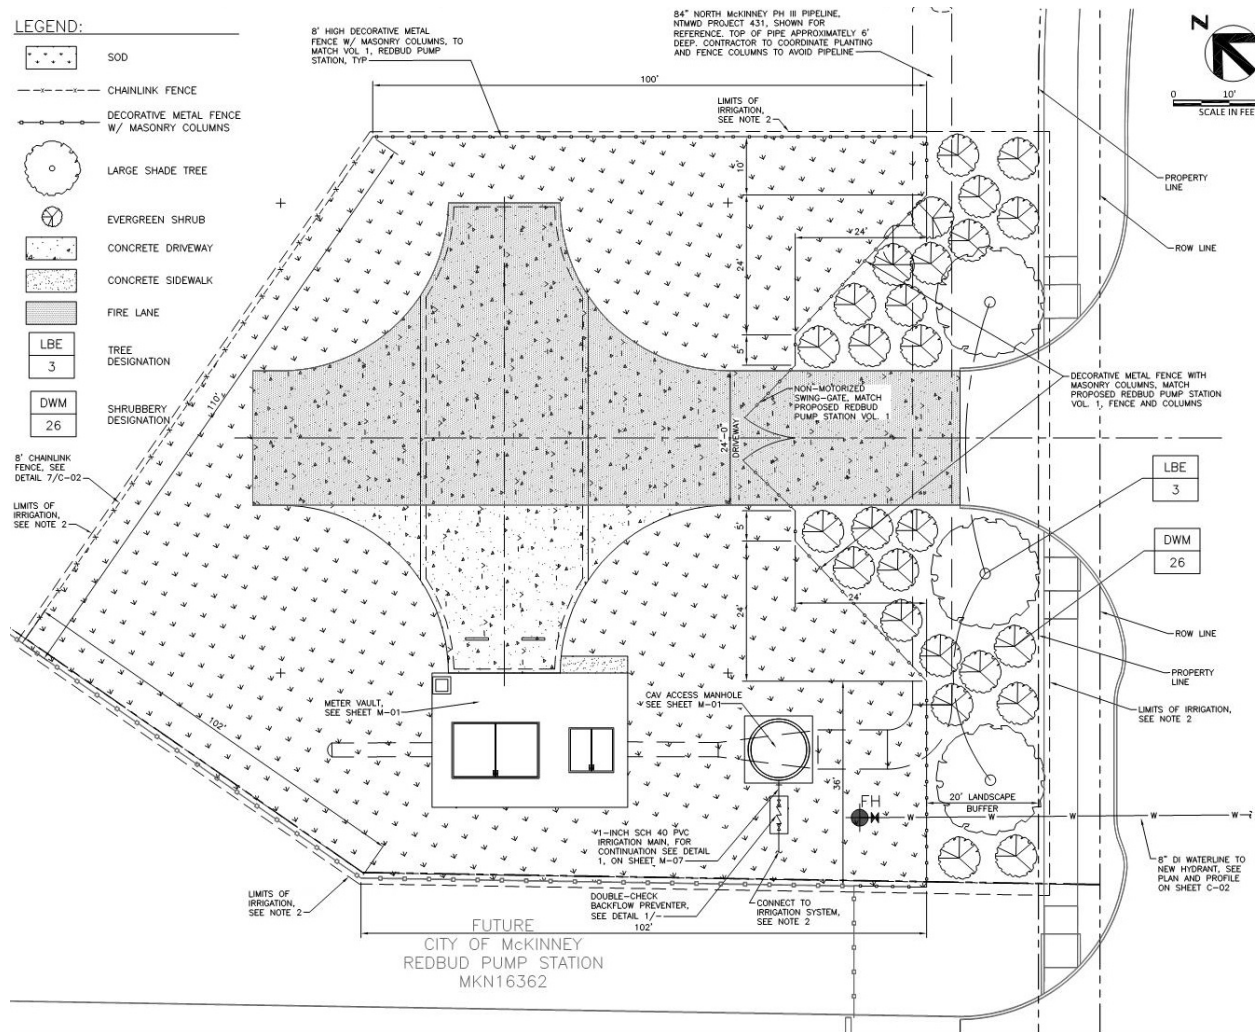 LEGEND:
SOD
CHAINLINK FENCE
DECORATIVE METAL FENCE
W/ MASONRY COLUMNS
LARGE SHADE TREE
EVERGREEN SHRUB
CONCRETE DRIVEWAY
CONCRETE SIDEWALK
FIRE LANE
LBE
3
TREE
DESIGNATION
DWM
26
SHRUBBERY
DESIGNATION
8' CHAINLINK
FENCE, SEE
DETAIL 7/C-02
LIMITS OF
IRRIGATION,
SEE NOTE 2
8' HIGH DECORATIVE METAL
FENCE W/ MASONRY COLUMNS, TO
MATCH VOL 1, REDBUD PUMP
STATION, TYP
84" NORTH McKINNEY PH III PIPELINE,
NTMWD PROJECT 431, SHOWN FOR
REFERENCE. TOP OF PIPE APPROXIMATELY 6'
DEEP. CONTRACTOR TO COORDINATE PLANTING
AND FENCE COLUMNS TO AVOID PIPELINE
N
0 10'
SCALE IN FEE
100'
LIMITS OF
IRRIGATION,
SEE NOTE 2
PROPERTY
LINE
ROW LINE
10'
24'
24'
5'
110'
NON-MOTORIZED
SWING-GATE, MATCH
PROPOSED REDBUD
PUMP STATION VOL. 1
24'-0"
DRIVEWAY
DECORATIVE METAL FENCE WITH
MASONRY COLUMNS, MATCH
PROPOSED REDBUD PUMP STATION
VOL. 1, FENCE AND COLUMNS
LBE
3
DWM
26
5'
24'
24'
ROW LINE
PROPERTY
LINE
LIMITS OF IRRIGATION,
SEE NOTE 2
102'
METER VAULT,
SEE SHEET M-01
CAV ACCESS MANHOLE
SEE SHEET M-01
36'
FH
20' LANDSCAPE
BUFFER
W W W W W
8" DI WATERLINE TO
NEW HYDRANT, SEE
PLAN AND PROFILE
ON SHEET C-02
1-INCH SCH 40 PVC
IRRIGATION MAIN, FOR
CONTINUATION SEE DETAIL
1, ON SHEET M-07
DOUBLE-CHECK
BACKFLOW PREVENTER,
SEE DETAIL 1/-
CONNECT TO
IRRIGATION SYSTEM,
SEE NOTE 2
LIMITS OF
IRRIGATION,
SEE NOTE 2
102'
FUTURE
CITY OF McKINNEY
REDBUD PUMP STATION
MKN16362